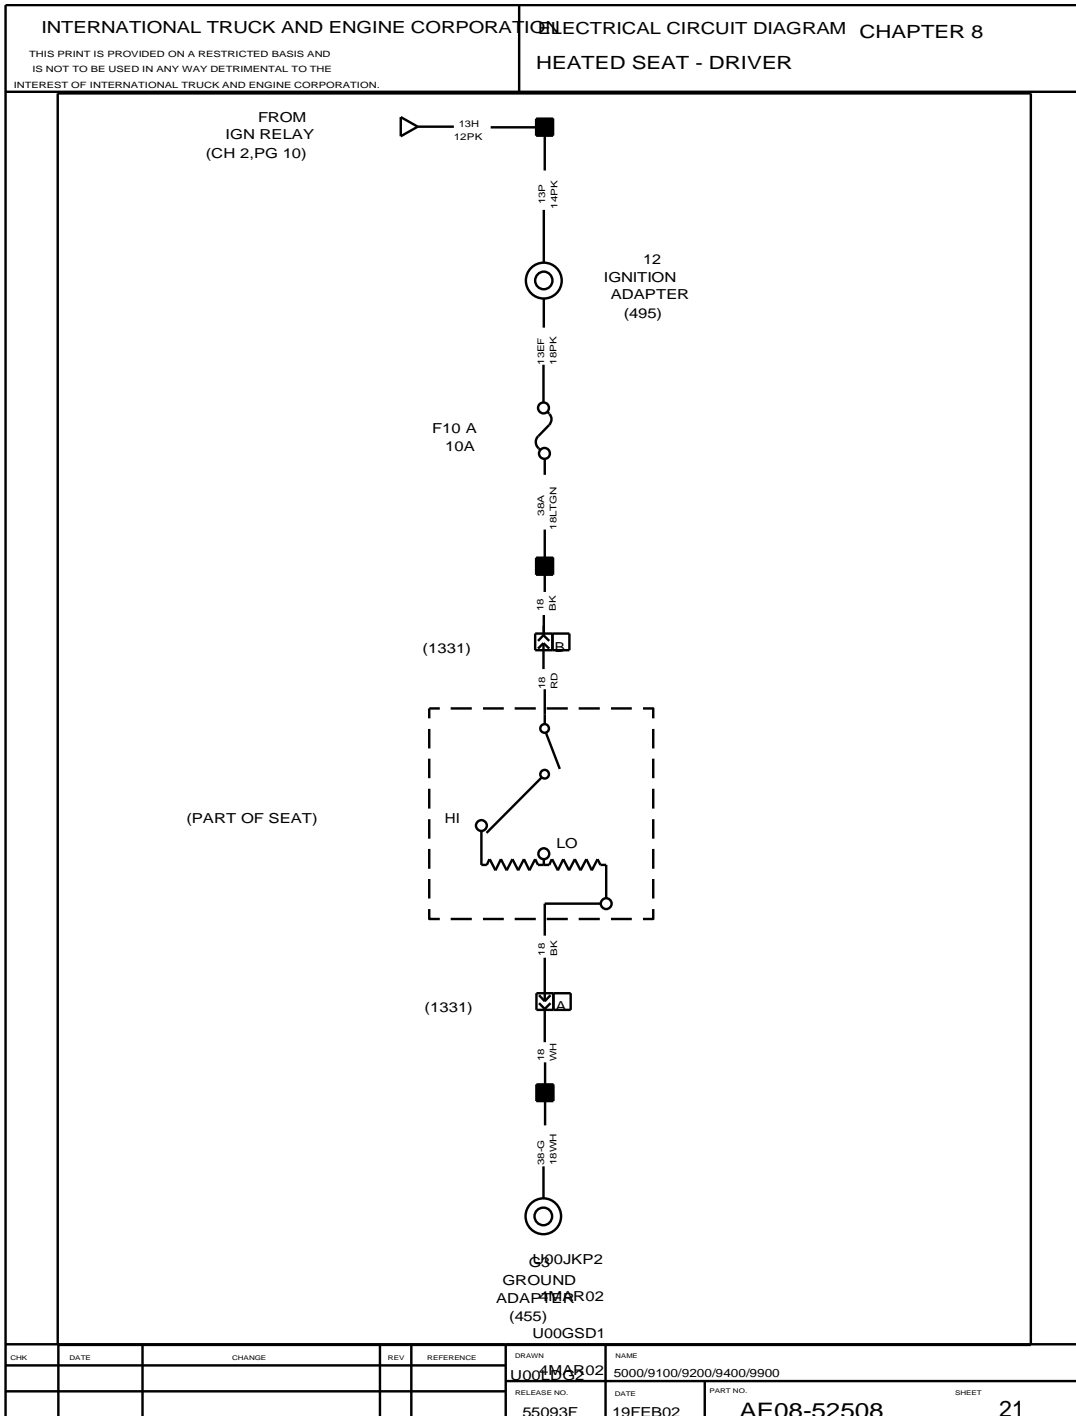 INTERNATIONAL TRUCK AND ENGINE CORPORATION
ELECTRICAL CIRCUIT DIAGRAM CHAPTER 8
THIS PRINT IS PROVIDED ON A RESTRICTED BASIS AND
IS NOT TO BE USED IN ANY WAY DETRIMENTAL TO THE
INTEREST OF INTERNATIONAL TRUCK AND ENGINE CORPORATION.
HEATED SEAT - DRIVER
FROM
IGN RELAY
(CH 2,PG 10)
13H
12PK
13P
14PK
12
IGNITION
ADAPTER
(495)
13EF
18PK
F10 A
10A
38A
18LTGN
18
BK
(1331)
B
18
RD
(PART OF SEAT)
HI
LO
18
BK
(1331)
A
18
WH
38-G
18WH
G3
GROUND
ADAPTER
(455)
U00JKP2
4MAR02
U00GSD1
4MAR02
CHK DATE CHANGE REV REFERENCE
DRAWN
U00LDG2
NAME
5000/9100/9200/9400/9900
RELEASE NO.
55093F
DATE
19FEB02
PART NO.
AE08-52508
SHEET
21